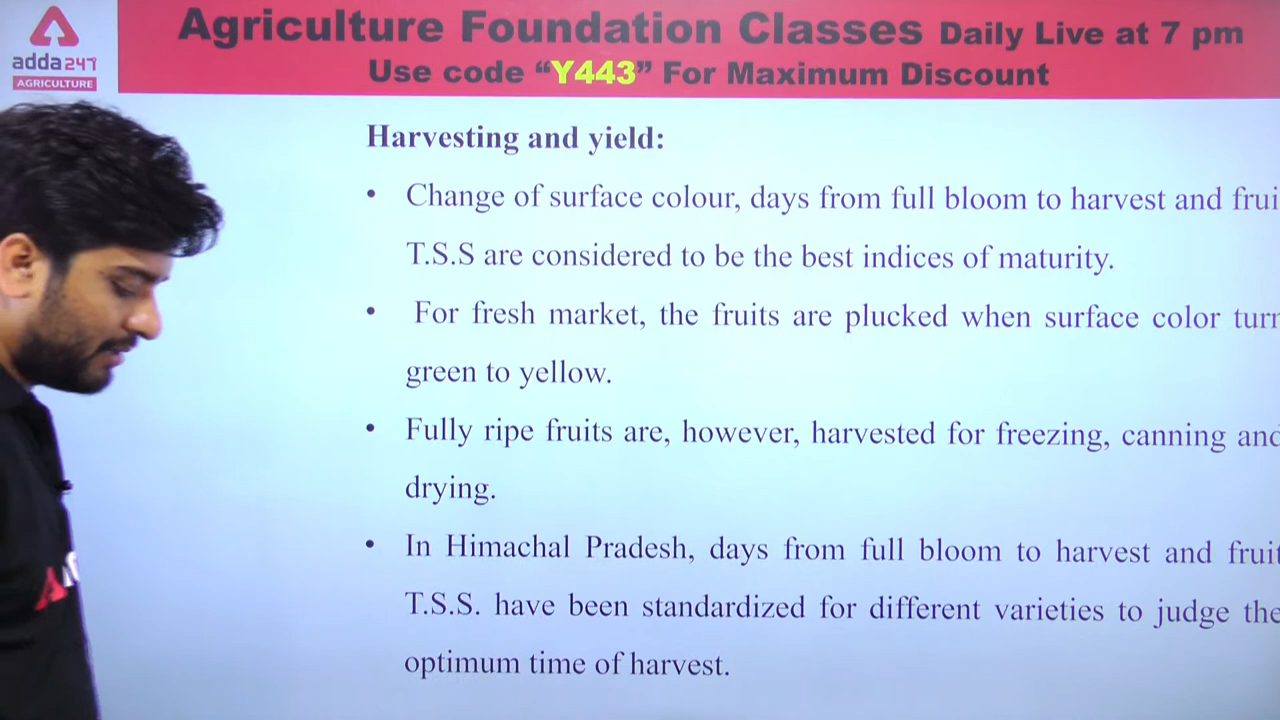 Agriculture Foundation Classes Daily Live at 7 pm
Use code “Y443” For Maximum Discount
adda247
AGRICULTURE
Harvesting and yield:
• Change of surface colour, days from full bloom to harvest and frui
T.S.S are considered to be the best indices of maturity.
• For fresh market, the fruits are plucked when surface color turn
green to yellow.
• Fully ripe fruits are, however, harvested for freezing, canning and
drying.
• In Himachal Pradesh, days from full bloom to harvest and fruit
T.S.S. have been standardized for different varieties to judge the
optimum time of harvest.